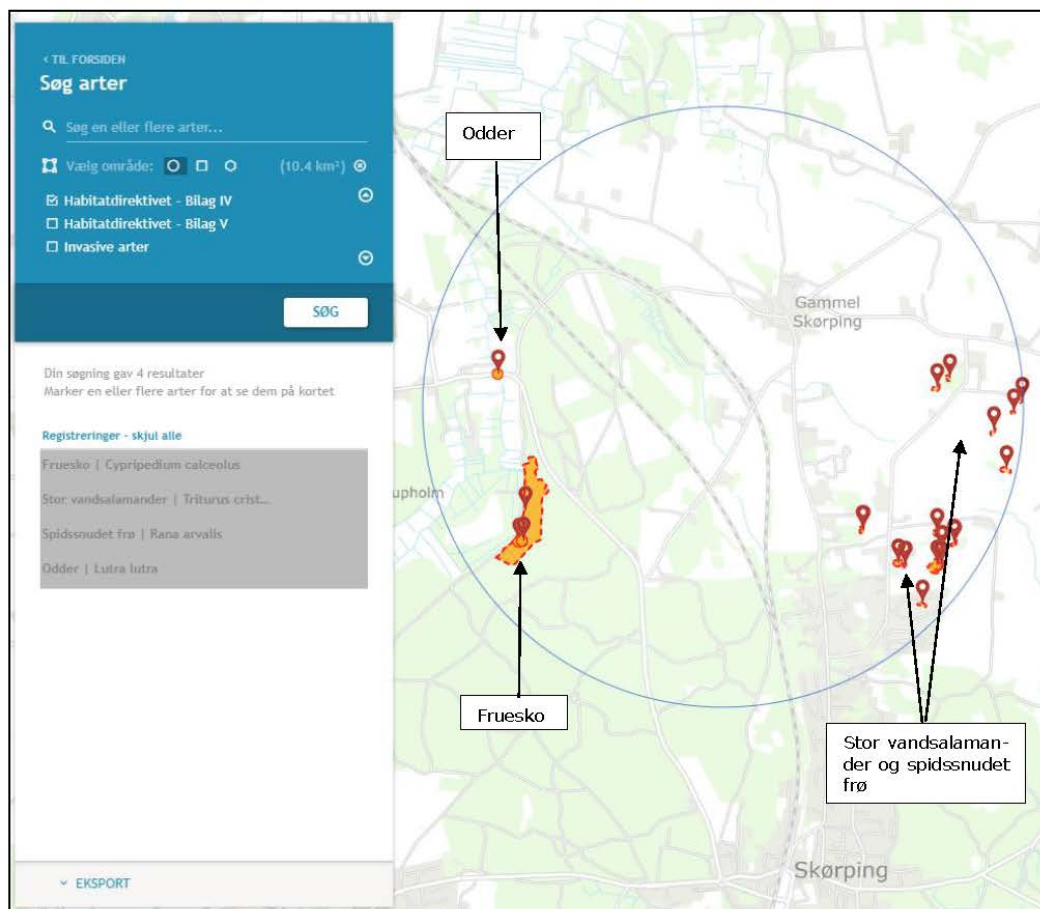 < TIL FORSIDEN
Søg arter
Søg en eller flere arter...
Vælg område: (10.4 km²)
Habitatdirektivet - Bilag IV
Habitatdirektivet - Bilag V
Invasive arter
SØG
Din søgning gav 4 resultater
Marker en eller flere arter for at se dem på kortet
Registreringer - skjul alle
Fruesko | Cypripedium calceolus
Stor vandsalamander | Triturus crist...
Spidssnudet frø | Rana arvalis
Odder | Lutra lutra
EKSPORT
Odder
Gammel
Skørping
upholm
Fruesko
Stor vandsalaman-
der og spidssnudet
frø
Skørping